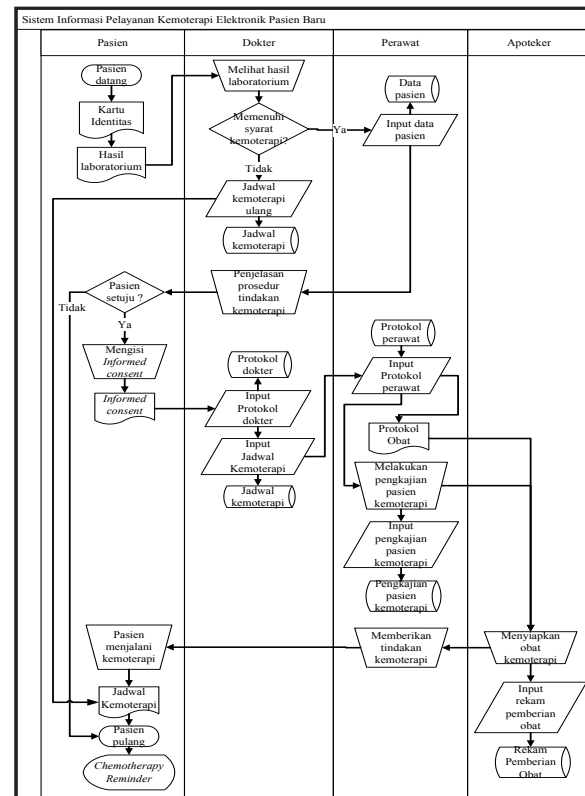 Sistem Informasi Pelayanan Kemoterapi Elektronik Pasien Baru
Pasien
Dokter
Perawat
Apoteker
Pasien
datang
Kartu
Identitas
Hasil
laboratorium
Melihat hasil
laboratorium
Memenuhi
syarat
kemoterapi?
Ya
Tidak
Data
pasien
Input data
pasien
Jadwal
kemoterapi
ulang
Jadwal
kemoterapi
Penjelasan
prosedur
tindakan
kemoterapi
Pasien
setuju ?
Tidak
Ya
Mengisi
Informed
consent
Informed
consent
Protokol
dokter
Input
Protokol
dokter
Input
Jadwal
Kemoterapi
Jadwal
kemoterapi
Protokol
perawat
Input
Protokol
perawat
Protokol
Obat
Melakukan
pengkajian
pasien
kemoterapi
Input
pengkajian
pasien
kemoterapi
Pengkajian
pasien
kemoterapi
Menyiapkan
obat
kemoterapi
Memberikan
tindakan
kemoterapi
Pasien
menjalani
kemoterapi
Input
rekam
pemberian
obat
Rekam
Pemberian
Obat
Jadwal
Kemoterapi
Pasien
pulang
Chemotherapy
Reminder